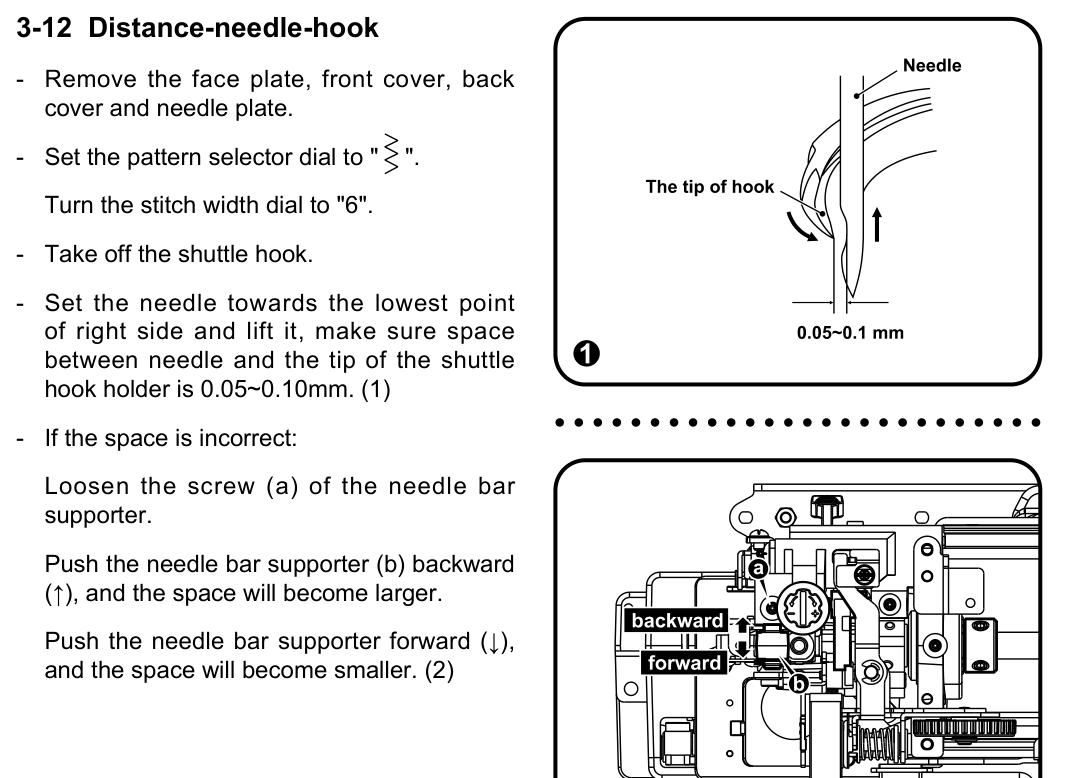 3-12 Distance-needle-hook
- Remove the face plate, front cover, back
cover and needle plate.
- Set the pattern selector dial to " ".
Turn the stitch width dial to "6".
- Take off the shuttle hook.
- Set the needle towards the lowest point
of right side and lift it, make sure space
between needle and the tip of the shuttle
hook holder is 0.05~0.10mm. (1)
- If the space is incorrect:
Loosen the screw (a) of the needle bar
supporter.
Push the needle bar supporter (b) backward
(↑), and the space will become larger.
Push the needle bar supporter forward (↓),
and the space will become smaller. (2)
Needle
The tip of hook
0.05~0.1 mm
1
a
- +
backward
forward
b